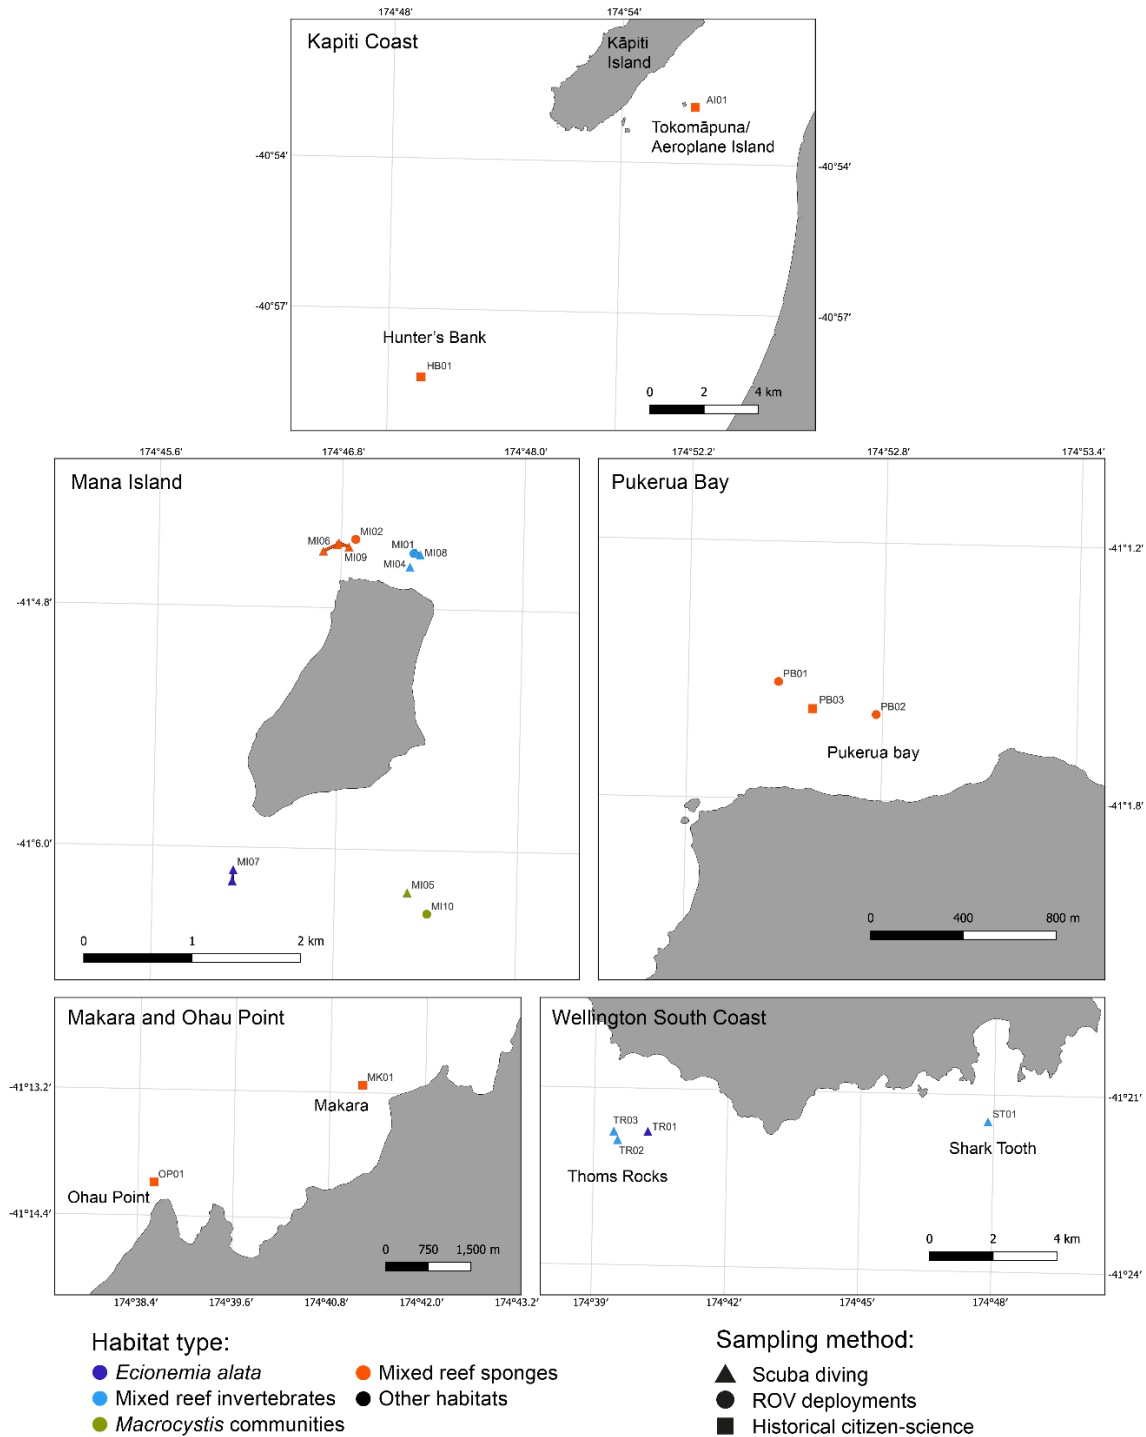 174°48'
174°54'
Kapiti Coast
Kāpiti
Island
AI01
Tokomāpuna/
Aeroplane Island
-40°54'
-40°54'
-40°57'
-40°57'
Hunter's Bank
HB01
0 2 4 km
174°45.6'
174°46.8'
174°48.0'
Mana Island
MI02
MI06
MI09
MI01
MI08
MI04
-41°4.8'
-41°6.0'
MI07
MI05
MI10
0 1 2 km
174°52.2'
174°52.8'
174°53.4'
Pukerua Bay
-41°1.2'
PB01
PB03
PB02
Pukerua bay
-41°1.8'
0 400 800 m
Makara and Ohau Point
-41°13.2'
MK01
Makara
OP01
Ohau Point
-41°14.4'
0 750 1,500 m
174°38.4'
174°39.6'
174°40.8'
174°42.0'
174°43.2'
Wellington South Coast
-41°21'
TR03
TR01
TR02
Thoms Rocks
ST01
Shark Tooth
0 2 4 km
-41°24'
174°39'
174°42'
174°45'
174°48'
Habitat type:
Ecionemia alata
Mixed reef invertebrates
Macrocystis communities
Mixed reef sponges
Other habitats
Sampling method:
Scuba diving
ROV deployments
Historical citizen-science